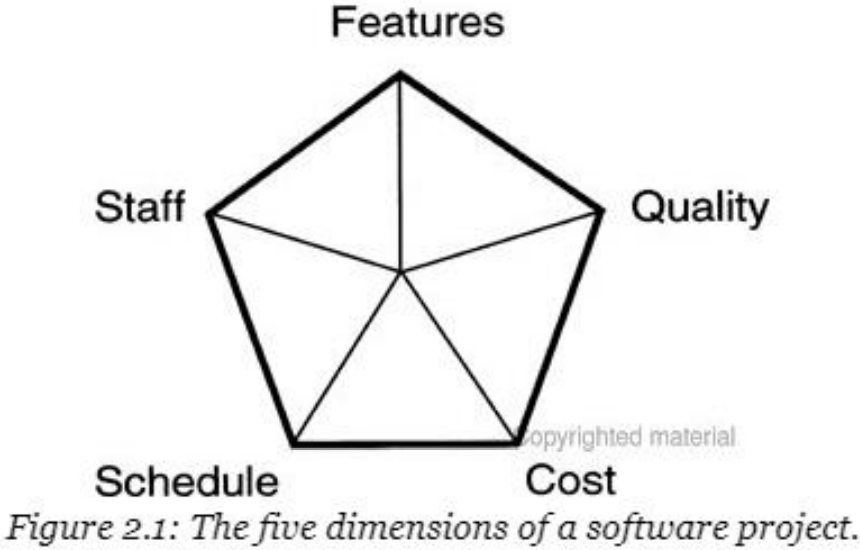 Features
Staff
Quality
opyrighted material
Schedule
Cost
Figure 2.1: The five dimensions of a software project.